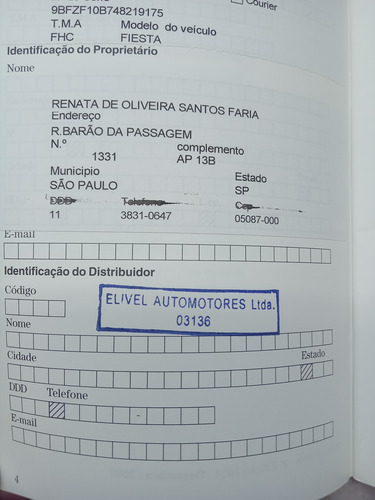 Courier
9BFZF10B748219175
T.M.A Modelo do veículo
FHC FIESTA
Identificação do Proprietário
Nome
RENATA DE OLIVEIRA SANTOS FARIA
Endereço
R.BARÃO DA PASSAGEM
N.º complemento
1331 AP 13B
Municipio Estado
SÃO PAULO SP
DDD Telefone Cep
11 3831-0647 05087-000
E-mail
Identificação do Distribuidor
Código
ELIVEL AUTOMOTORES Ltda.
03136
Nome
Cidade Estado
DDD Telefone
-
E-mail
4